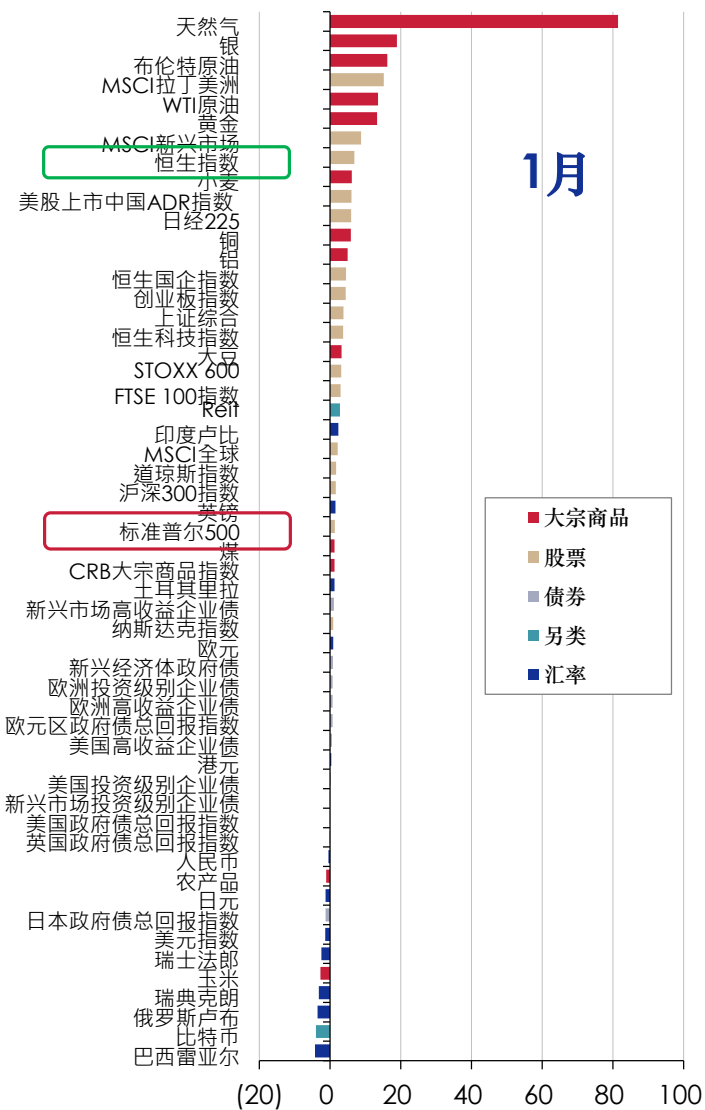 天然气
银
布伦特原油
MSCI拉丁美洲
WTI原油
黄金
MSCI新兴市场
恒生指数
小麦
美股上市中国ADR指数
日经225
铜
铝
恒生国企指数
创业板指数
上证综合
恒生科技指数
大豆
STOXX 600
FTSE 100指数
Reit
印度卢比
MSCI全球
道琼斯指数
沪深300指数
英镑
标准普尔500
煤
CRB大宗商品指数
土耳其里拉
新兴市场高收益企业债
纳斯达克指数
欧元
新兴经济体政府债
欧洲投资级别企业债
欧洲高收益企业债
欧元区政府债总回报指数
美国高收益企业债
港元
美国投资级别企业债
新兴市场投资级别企业债
美国政府债总回报指数
英国政府债总回报指数
人民币
农产品
日元
日本政府债总回报指数
美元指数
瑞士法郎
玉米
瑞典克朗
俄罗斯卢布
比特币
巴西雷亚尔
1月
大宗商品
股票
债券
另类
汇率
(20) 0 20 40 60 80 100